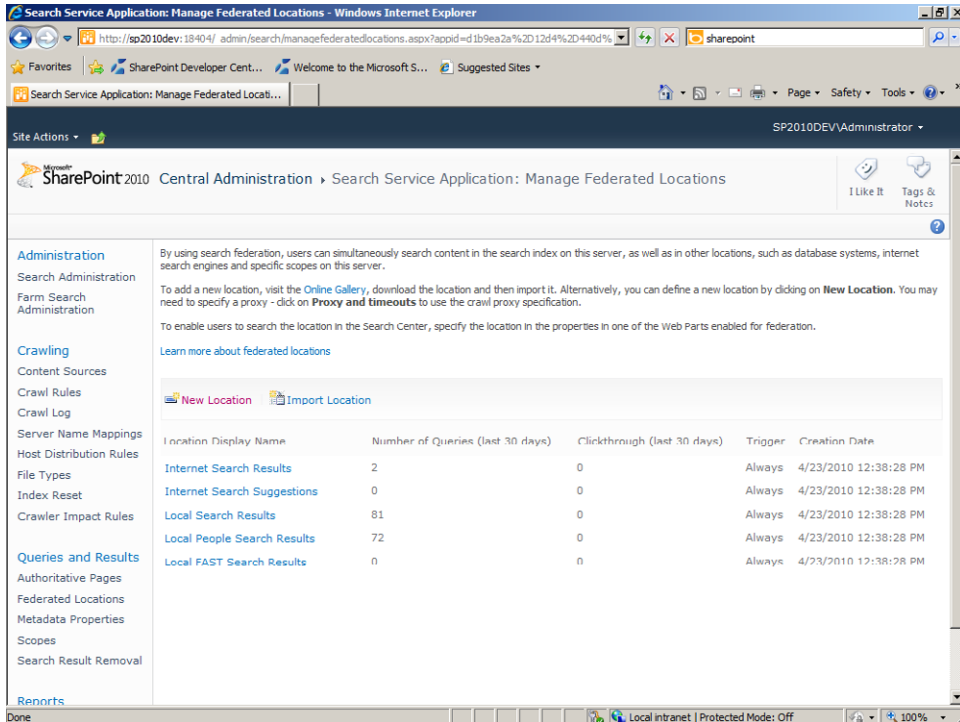 Search Service Application: Manage Federated Locations - Windows Internet Explorer
http://sp2010dev:18404/_admin/search/managefederatedlocations.aspx?appid=d1b9ea2a%2D12d4%2D440d%
sharepoint
Favorites SharePoint Developer Cent... Welcome to the Microsoft S... Suggested Sites
Search Service Application: Manage Federated Locati...
Page Safety Tools
SP2010DEV\Administrator
Site Actions
Microsoft
SharePoint 2010 Central Administration Search Service Application: Manage Federated Locations
I Like It Tags &
Notes
Administration
Search Administration
Farm Search
Administration
Crawling
Content Sources
Crawl Rules
Crawl Log
Server Name Mappings
Host Distribution Rules
File Types
Index Reset
Crawler Impact Rules
Queries and Results
Authoritative Pages
Federated Locations
Metadata Properties
Scopes
Search Result Removal
Reports
By using search federation, users can simultaneously search content in the search index on this server, as well as in other locations, such as database systems, internet
search engines and specific scopes on this server.
To add a new location, visit the Online Gallery, download the location and then import it. Alternatively, you can define a new location by clicking on New Location. You may
need to specify a proxy - click on Proxy and timeouts to use the crawl proxy specification.
To enable users to search the location in the Search Center, specify the location in the properties in one of the Web Parts enabled for federation.
Learn more about federated locations
New Location Import Location
Location Display Name Number of Queries (last 30 days) Clickthrough (last 30 days) Trigger Creation Date
Internet Search Results 2 0 Always 4/23/2010 12:38:28 PM
Internet Search Suggestions 0 0 Always 4/23/2010 12:38:28 PM
Local Search Results 81 0 Always 4/23/2010 12:38:28 PM
Local People Search Results 72 0 Always 4/23/2010 12:38:28 PM
Local FAST Search Results 0 0 Always 4/23/2010 12:38:28 PM
Done Local intranet | Protected Mode: Off 100%